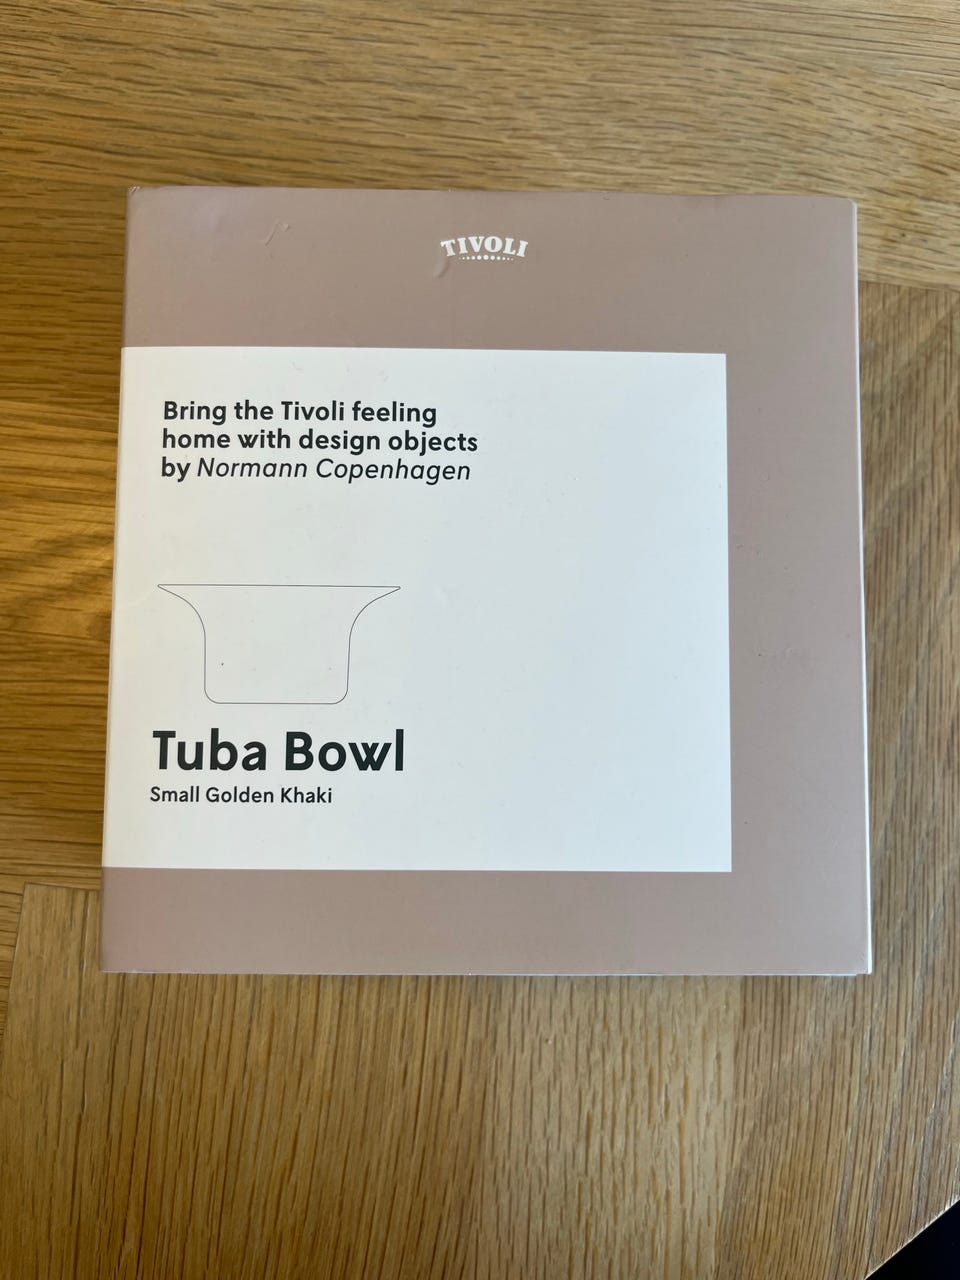 TIVOLI
Bring the Tivoli feeling
home with design objects
by Normann Copenhagen
Tuba Bowl
Small Golden Khaki